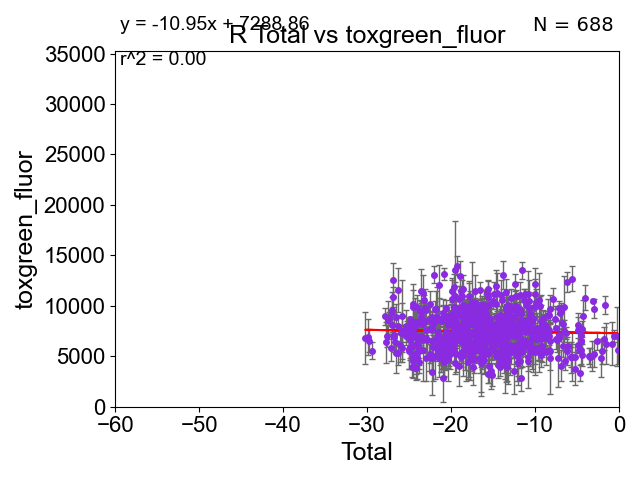 y = -10.95x + 7288.86
N = 688
R Total vs toxgreen_fluor
r^2 = 0.00
35000
30000
25000
20000
15000
10000
5000
0
toxgreen_fluor
−60 −50 −40 −30 −20 −10 0
Total